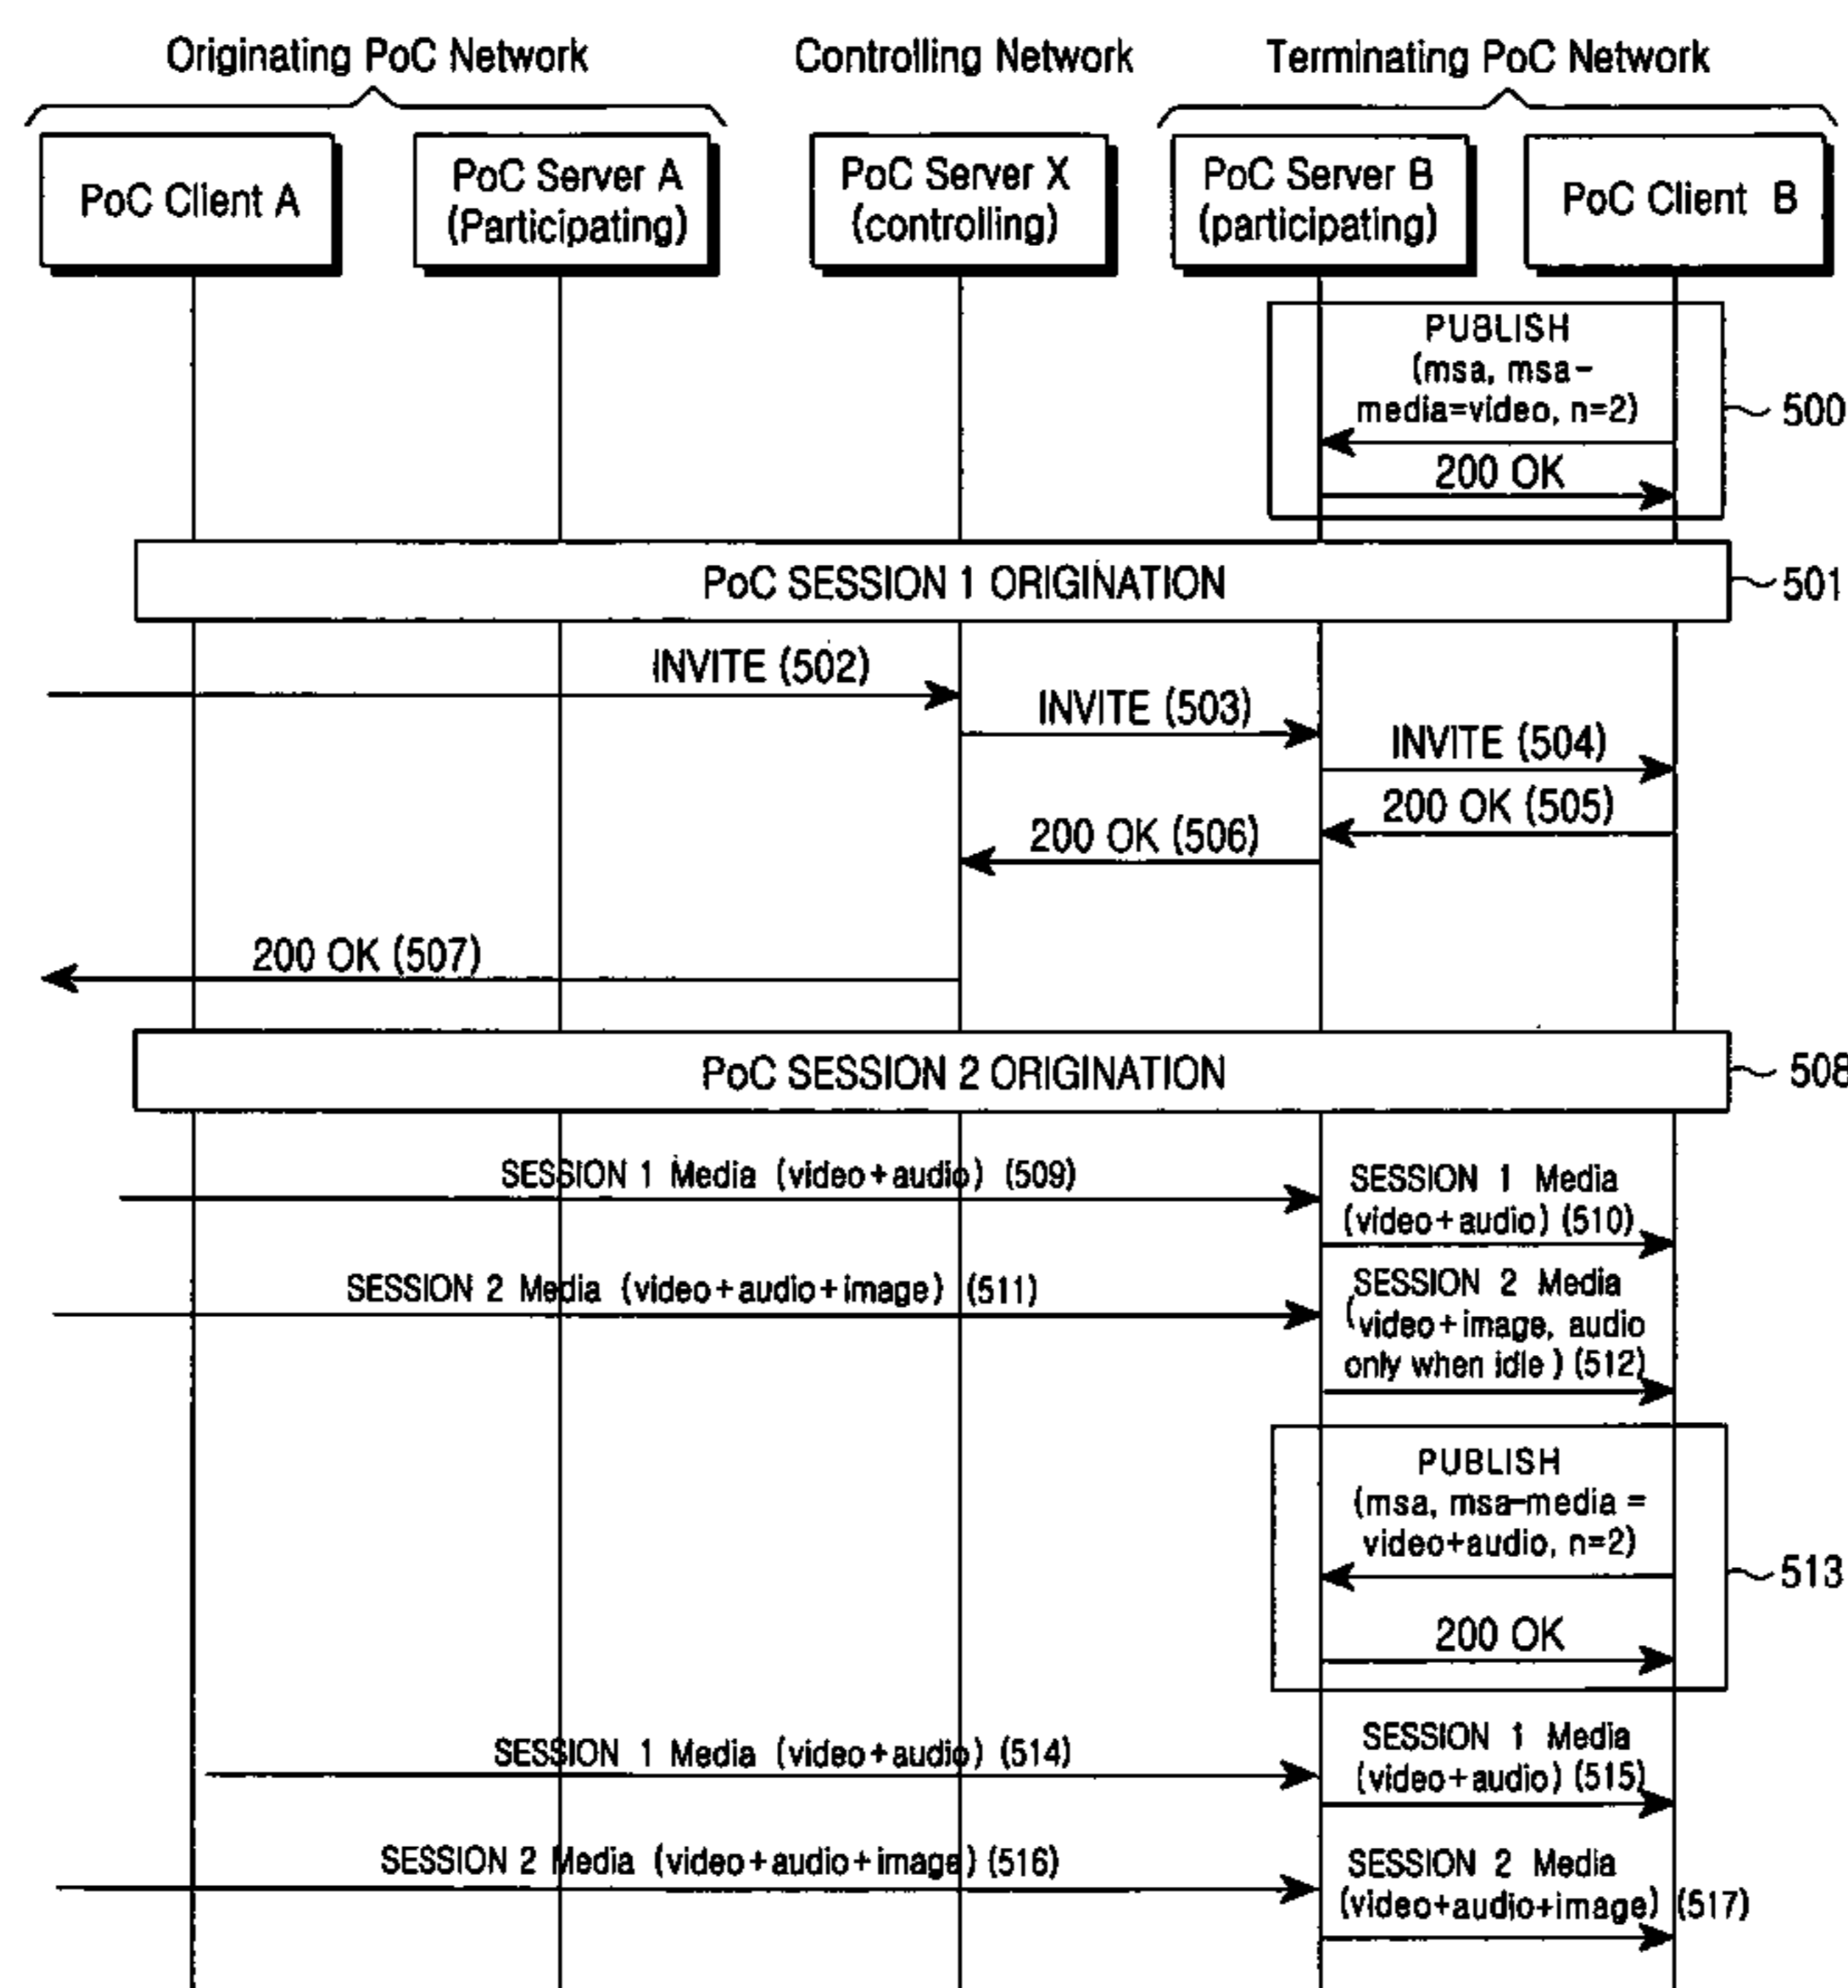 Originating PoC Network
Controlling Network
Terminating PoC Network
PoC Client A
PoC Server A
(Participating)
PoC Server X
(controlling)
PoC Server B
(participating)
PoC Client B
PUBLISH
(msa, msa-
media=video, n=2)
500
200 OK
PoC SESSION 1 ORIGINATION
501
INVITE (502)
INVITE (503)
INVITE (504)
200 OK (505)
200 OK (506)
200 OK (507)
PoC SESSION 2 ORIGINATION
508
SESSION 1 Media (video+audio) (509)
SESSION 1 Media
(video+audio) (510)
SESSION 2 Media (video+audio+image) (511)
SESSION 2 Media
(video+image, audio
only when idle) (512)
PUBLISH
(msa, msa-media =
video+audio, n=2)
513
200 OK
SESSION 1 Media (video+audio) (514)
SESSION 1 Media
(video+audio) (515)
SESSION 2 Media (video+audio+image) (516)
SESSION 2 Media
(video+audio+image) (517)